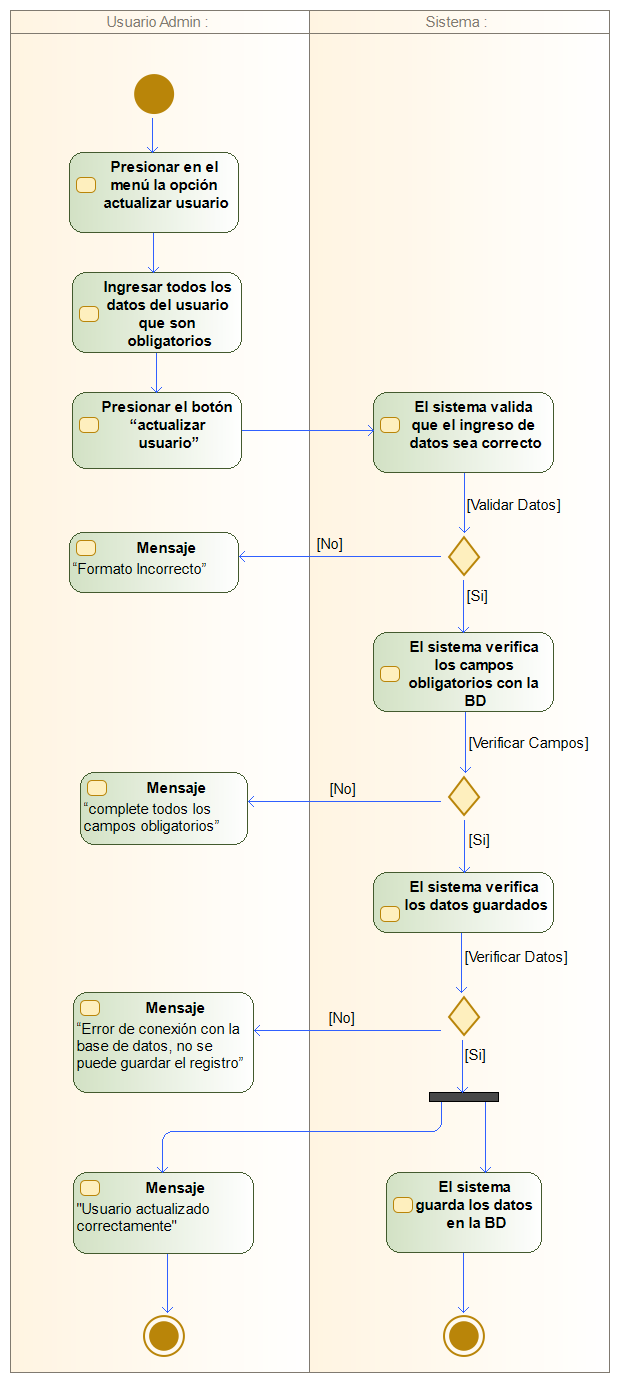 Usuario Admin :
Sistema :
Presionar en el
menú la opción
actualizar usuario
Ingresar todos los
datos del usuario
que son
obligatorios
Presionar el botón
“actualizar
usuario”
El sistema valida
que el ingreso de
datos sea correcto
[Validar Datos]
[No]
Mensaje
“Formato Incorrecto”
[Si]
El sistema verifica
los campos
obligatorios con la
BD
[Verificar Campos]
[No]
Mensaje
“complete todos los
campos obligatorios”
[Si]
El sistema verifica
los datos guardados
[Verificar Datos]
[No]
Mensaje
“Error de conexión con la
base de datos, no se
puede guardar el registro”
[Si]
Mensaje
"Usuario actualizado
correctamente"
El sistema
guarda los datos
en la BD